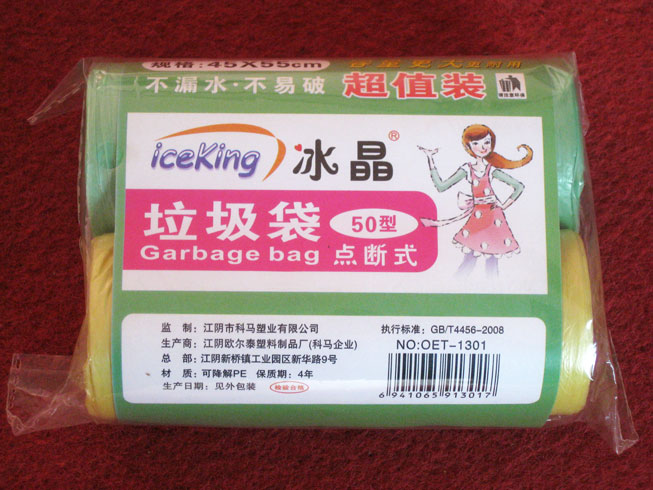 规格:45X55cm
不漏水·不易破
超值装
iceKing
冰晶®
垃圾袋
50型
Garbage bag
点断式
监 制:江阴市科马塑业有限公司
生产商:江阴欧尔泰塑料制品厂(科马企业)
总 部:江阴新桥镇工业园区新华路9号
材 质:可降解PE 保质期:4年
生产日期:见外包装
执行标准:GB/T4456-2008
NO:OET-1301
6 941065 913017